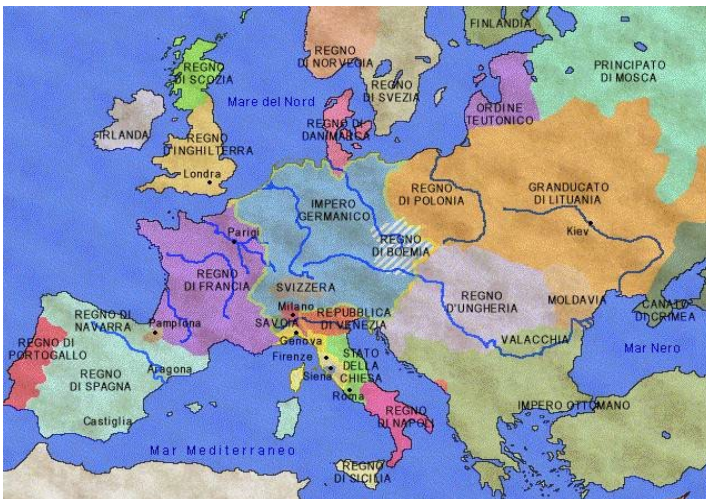 FINLANDIA
REGNO
DI NORVEGIA
REGNO
DI SCOZIA
PRINCIPATO
DI MOSCA
REGNO
DI SVEZIA
Mare del Nord
ORDINE
TEUTONICO
IRLANDA
REGNO
D'INGHILTERRA
REGNO DI
DANIMARCA
Londra
IMPERO
GERMANICO
REGNO
DI POLONIA
GRANDUCATO
DI LITUANIA
Kiev
Parigi
REGNO
DI BOEMIA
REGNO
DI FRANCIA
SVIZZERA
REGNO
D'UNGHERIA
MOLDAVIA
CANATO
DI CRIMEA
Milano
REPUBBLICA
DI VENEZIA
REGNO DI
NAVARRA
Pamplona
SAVOIA
Genova
VALACCHIA
Mar Nero
REGNO DI
PORTOGALLO
Firenze
STATO
DELLA
CHIESA
Aragona
REGNO
DI SPAGNA
Siena
Roma
IMPERO OTTOMANO
Castiglia
REGNO
DI NAPOLI
Mar Mediterraneo
REGNO
DI SICILIA